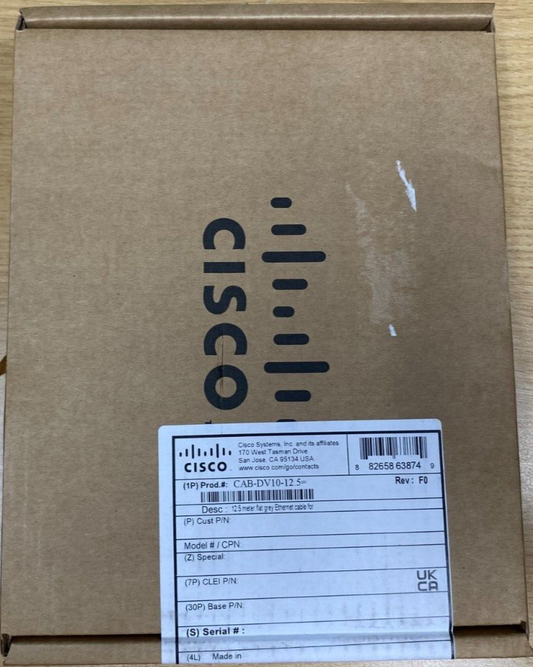 CISCO
CISCO
Cisco Systems, Inc. and its affiliates
170 West Tasman Drive
San Jose, CA 95134 USA
www.cisco.com/go/contacts
8 82658 63874 9
(1P) Prod.#: CAB-DV10-12.5=
Rev : F0
Desc : 12.5 meter flat grey Ethernet cable for
(P) Cust P/N:
Model # / CPN:
(Z) Special:
(7P) CLEI P/N:
UK
CA
(30P) Base P/N:
(S) Serial # :
(4L) Made in